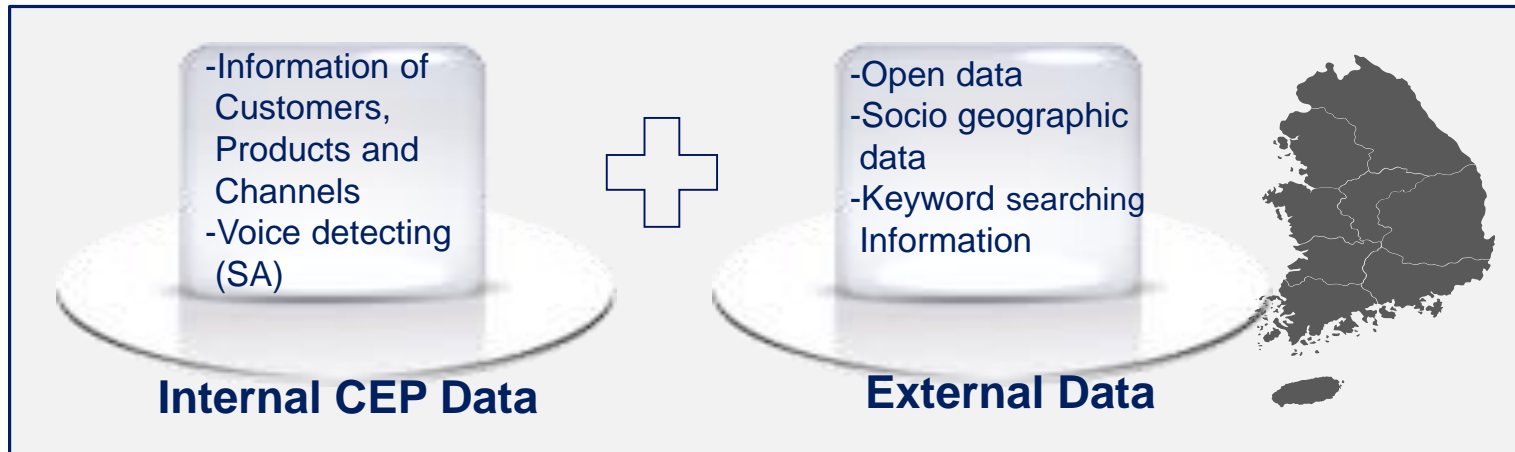 -Information of
Customers,
Products and
Channels
-Voice detecting
(SA)
Internal CEP Data
-Open data
-Socio geographic
data
-Keyword searching
Information
External Data